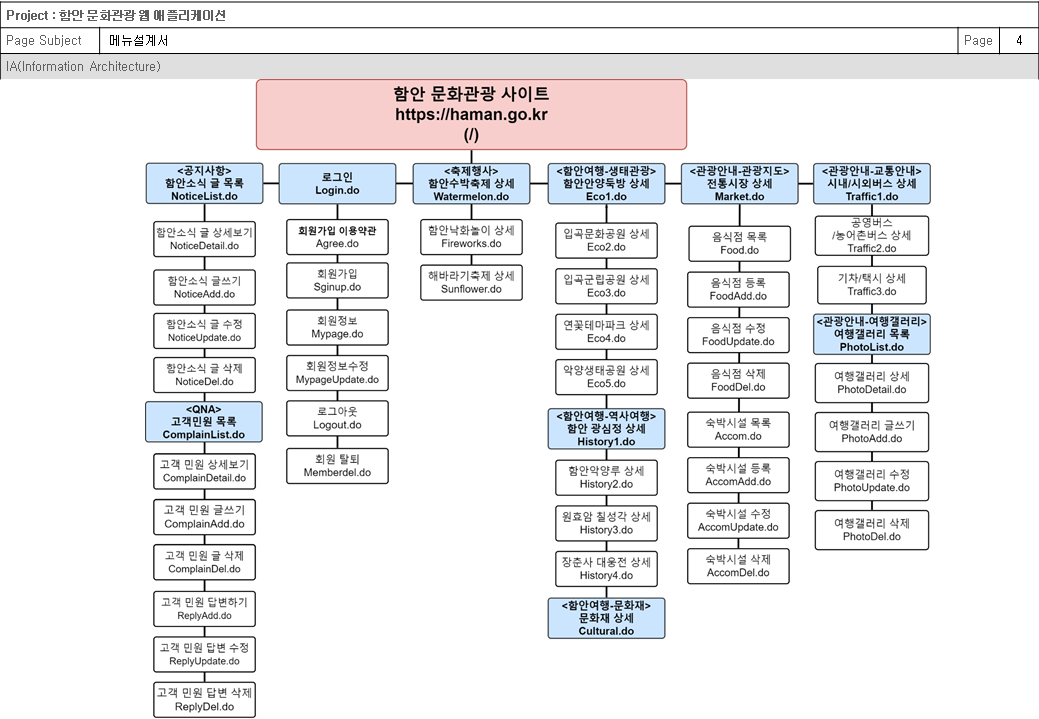 Project : 함안 문화관광 웹 애플리케이션
Page Subject 메뉴설계서 Page 4
IA(Information Architecture)
함안 문화관광 사이트
https://haman.go.kr
(/)
<공지사항>
함안소식 글 목록
NoticeList.do
함안소식 글 상세보기
NoticeDetail.do
함안소식 글쓰기
NoticeAdd.do
함안소식 글 수정
NoticeUpdate.do
함안소식 글 삭제
NoticeDel.do
<QNA>
고객민원 목록
ComplainList.do
고객 민원 상세보기
ComplainDetail.do
고객 민원 글쓰기
ComplainAdd.do
고객 민원 글 삭제
ComplainDel.do
고객 민원 답변하기
ReplyAdd.do
고객 민원 답변 수정
ReplyUpdate.do
고객 민원 답변 삭제
ReplyDel.do
로그인
Login.do
회원가입 이용약관
Agree.do
회원가입
Sginup.do
회원정보
Mypage.do
회원정보수정
MypageUpdate.do
로그아웃
Logout.do
회원 탈퇴
Memberdel.do
<축제행사>
함안수박축제 상세
Watermelon.do
함안낙화놀이 상세
Fireworks.do
해바라기축제 상세
Sunflower.do
<함안여행-생태관광>
함안안양둑방 상세
Eco1.do
입곡문화공원 상세
Eco2.do
입곡군립공원 상세
Eco3.do
연꽃테마파크 상세
Eco4.do
악양생태공원 상세
Eco5.do
<함안여행-역사여행>
함안 광심정 상세
History1.do
함안악양루 상세
History2.do
원효암 칠성각 상세
History3.do
장춘사 대웅전 상세
History4.do
<함안여행-문화재>
문화재 상세
Cultural.do
<관광안내-관광지도>
전통시장 상세
Market.do
음식점 목록
Food.do
음식점 등록
FoodAdd.do
음식점 수정
FoodUpdate.do
음식점 삭제
FoodDel.do
숙박시설 목록
Accom.do
숙박시설 등록
AccomAdd.do
숙박시설 수정
AccomUpdate.do
숙박시설 삭제
AccomDel.do
<관광안내-교통안내>
시내/시외버스 상세
Traffic1.do
공영버스
/농어촌버스 상세
Traffic2.do
기차/택시 상세
Traffic3.do
<관광안내-여행갤러리>
여행갤러리 목록
PhotoList.do
여행갤러리 상세
PhotoDetail.do
여행갤러리 글쓰기
PhotoAdd.do
여행갤러리 수정
PhotoUpdate.do
여행갤러리 삭제
PhotoDel.do